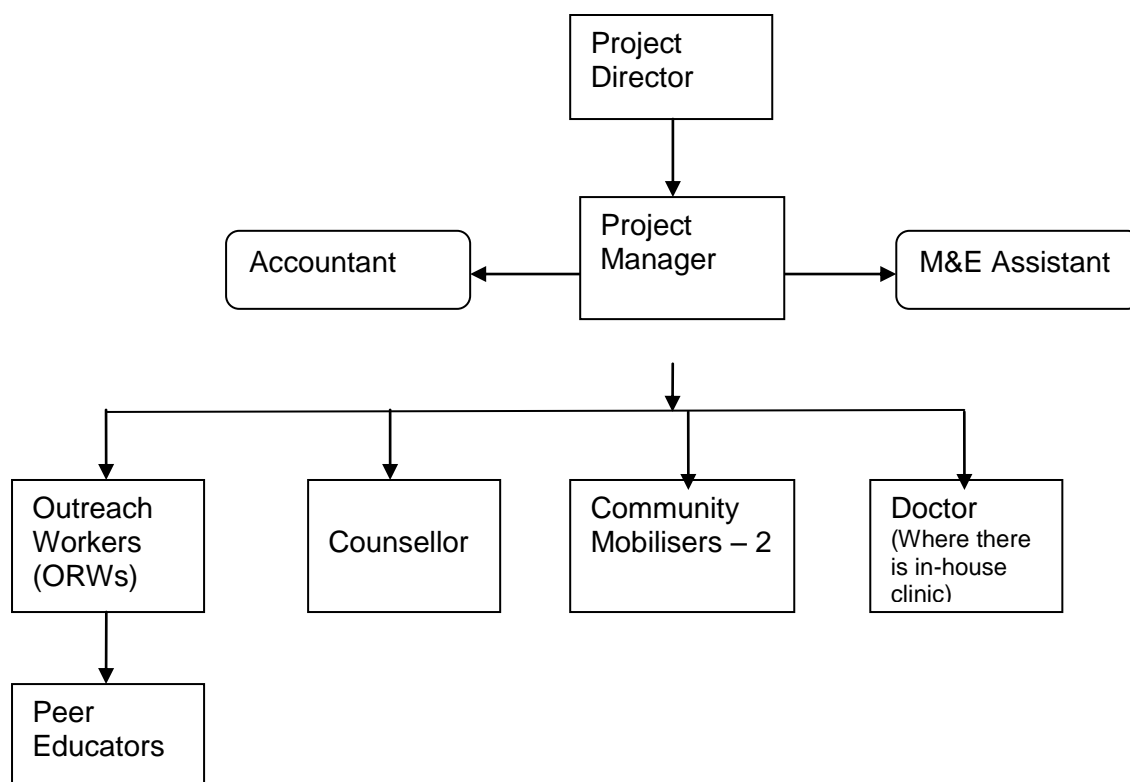 Project
Director
Accountant
Project
Manager
M&E Assistant
Outreach
Workers
(ORWs)
Counsellor
Community
Mobilisers – 2
Doctor
(Where there
is in-house
clinic)
Peer
Educators